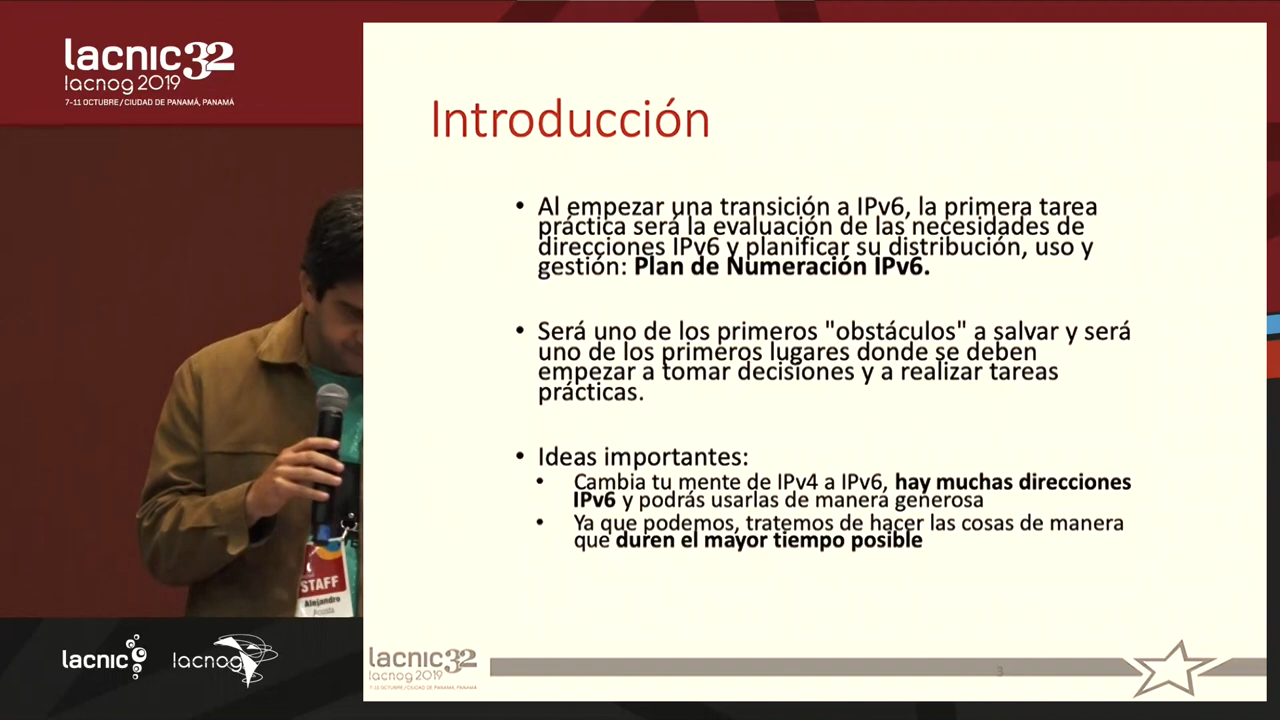 lacnic 32
lacnog 2019
7-11 OCTUBRE / CIUDAD DE PANAMÁ, PANAMÁ
Introducción
• Al empezar una transición a IPv6, la primera tarea
práctica será la evaluación de las necesidades de
direcciones IPv6 y planificar su distribución, uso y
gestión: Plan de Numeración IPv6.
• Será uno de los primeros "obstáculos" a salvar y será
uno de los primeros lugares donde se deben
empezar a tomar decisiones y a realizar tareas
prácticas.
• Ideas importantes:
• Cambia tu mente de IPv4 a IPv6, hay muchas direcciones
IPv6 y podrás usarlas de manera generosa
• Ya que podemos, tratemos de hacer las cosas de manera
que duren el mayor tiempo posible
STAFF
Alejandro
Acosta
lacnic
lacnog
lacnic 32
lacnog 2019
7-11 OCTUBRE / CIUDAD DE PANAMÁ, PANAMÁ
3